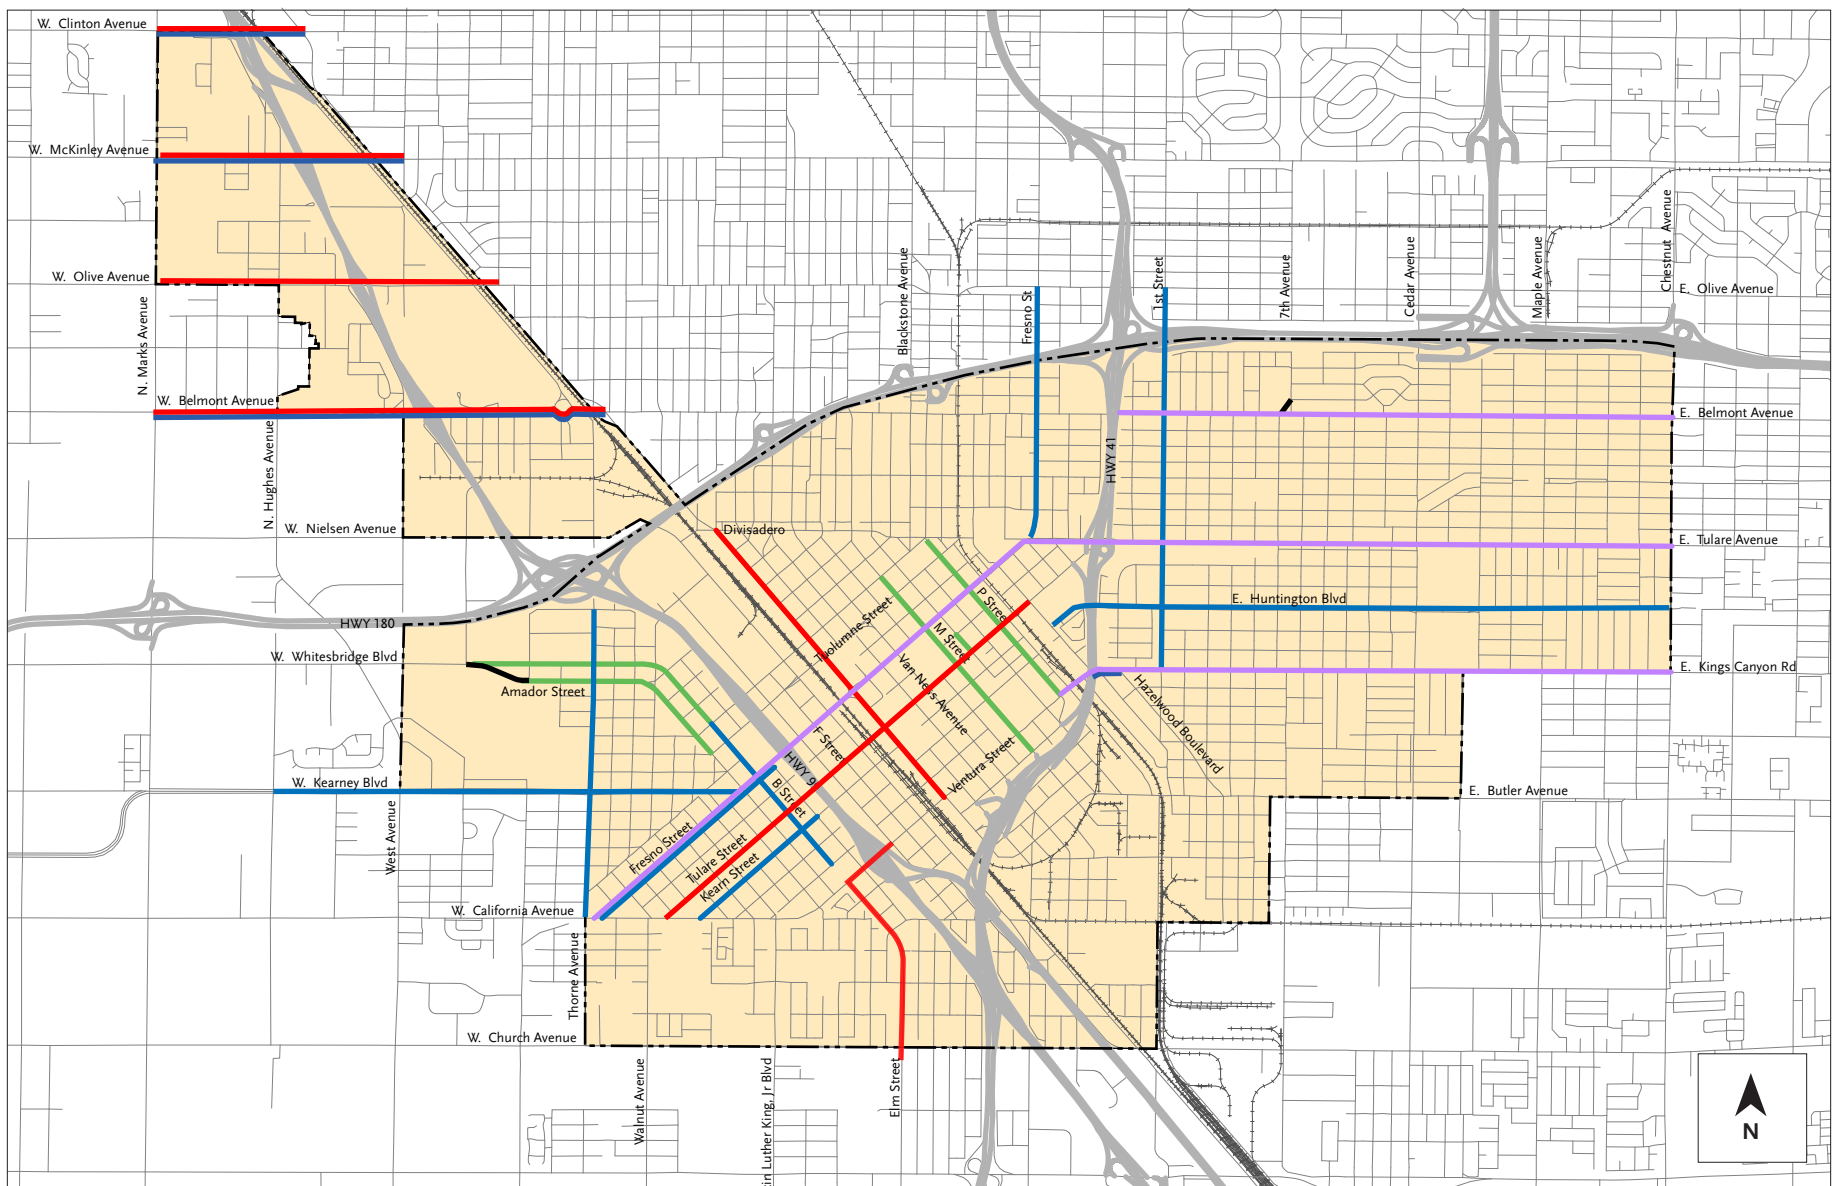 W. Clinton Avenue
W. McKinley Avenue
Chestnut Avenue
W. Olive Avenue
Blackstone Avenue
Fresno St
1st Street
7th Avenue
Cedar Avenue
Maple Avenue
E. Olive Avenue
N. Marks Avenue
W. Belmont Avenue
E. Belmont Avenue
HWY 41
N. Hughes Avenue
W. Nielsen Avenue
Divisadero
E. Tulare Avenue
P Street
E. Huntington Blvd
HWY 180
Tuolumne Street
M Street
W. Whitesbridge Blvd
Van Ness Avenue
E. Kings Canyon Rd
Amador Street
Hazelwood Boulevard
F Street
HWY 9
Ventura Street
W. Kearney Blvd
B Street
E. Butler Avenue
West Avenue
Fresno Street
Tulare Street
Kearn Street
W. California Avenue
Thorne Avenue
W. Church Avenue
Walnut Avenue
tin Luther King, Jr Blvd
Elm Street
N